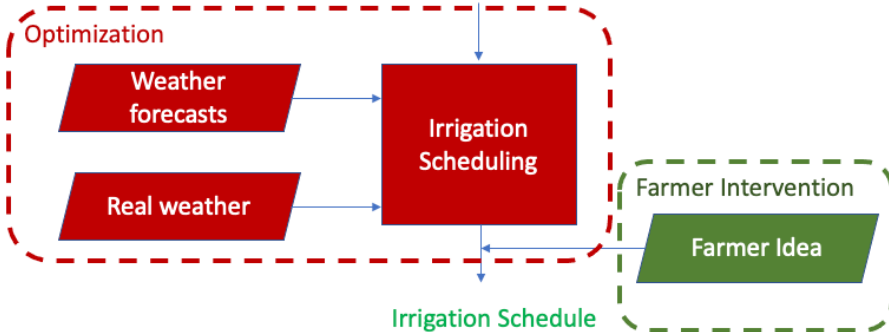 Optimization
Weather
forecasts
Irrigation
Scheduling
Real weather
Farmer Intervention
Farmer Idea
Irrigation Schedule